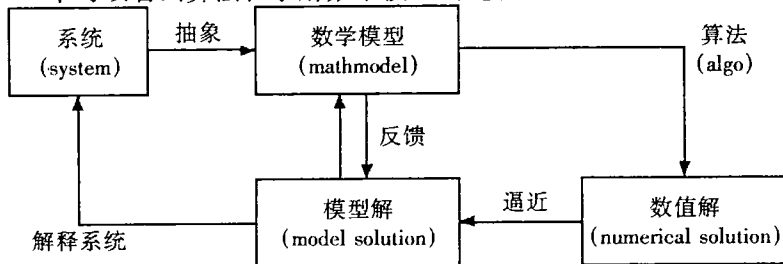 系统
(system)
抽象
数学模型
(mathmodel)
算法
(algo)
反馈
模型解
(model solution)
逼近
数值解
(numerical solution)
解释系统